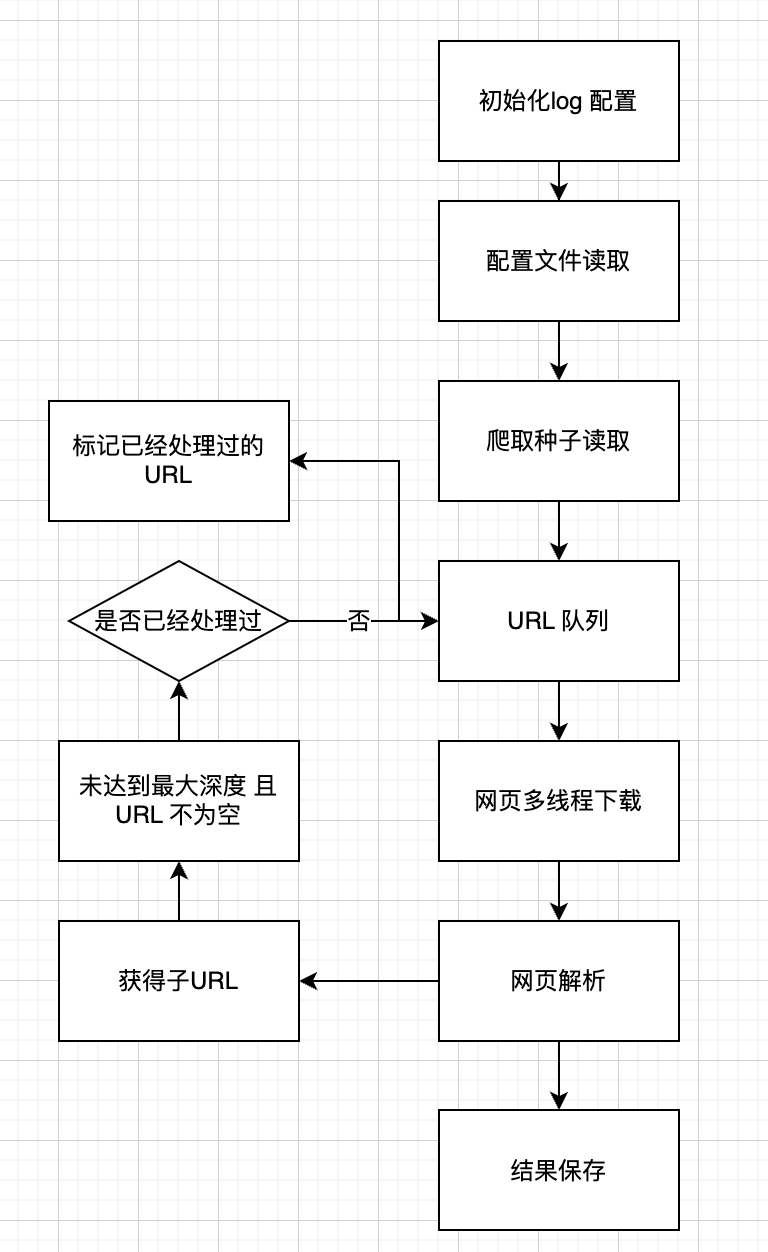 初始化log 配置
配置文件读取
爬取种子读取
标记已经处理过的
URL
是否已经处理过
否
URL 队列
未达到最大深度 且
URL 不为空
网页多线程下载
获得子URL
网页解析
结果保存